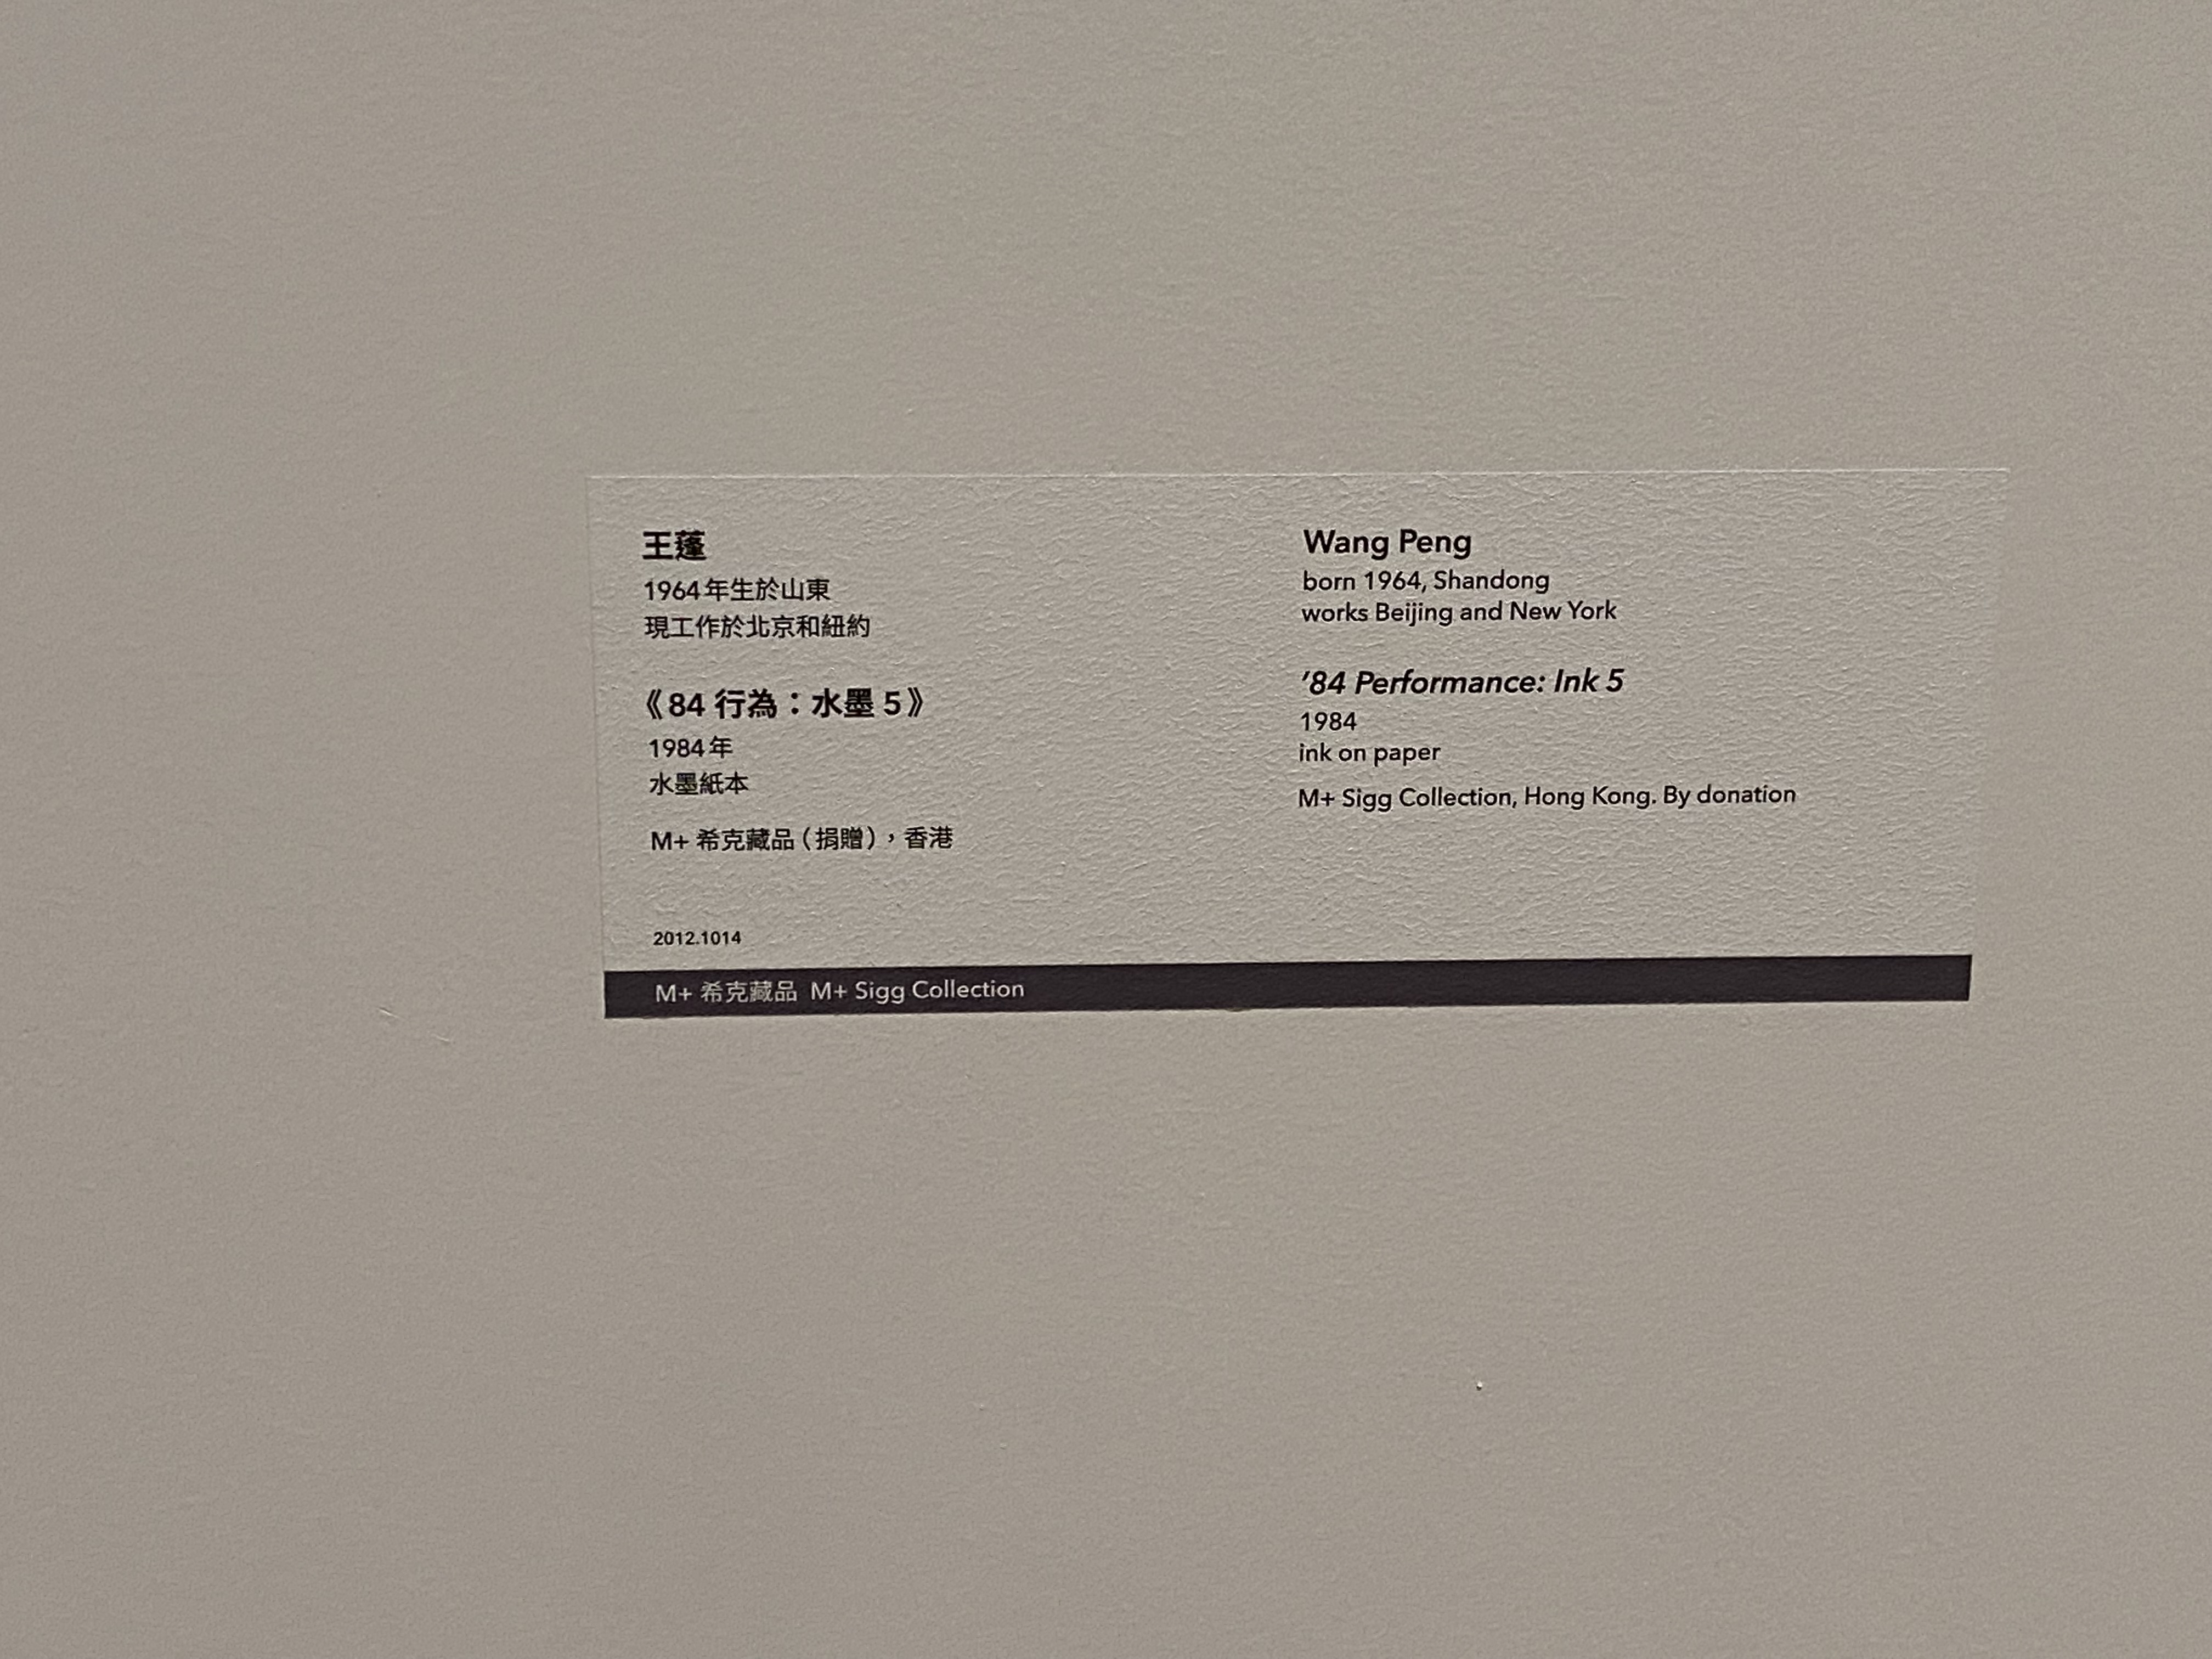 王蓬
1964年生於山東
現工作於北京和紐約
《84 行為：水墨 5》
1984年
水墨紙本
M+ 希克藏品（捐贈），香港
2012.1014
Wang Peng
born 1964, Shandong
works Beijing and New York
’84 Performance: Ink 5
1984
ink on paper
M+ Sigg Collection, Hong Kong. By donation
M+ 希克藏品 M+ Sigg Collection